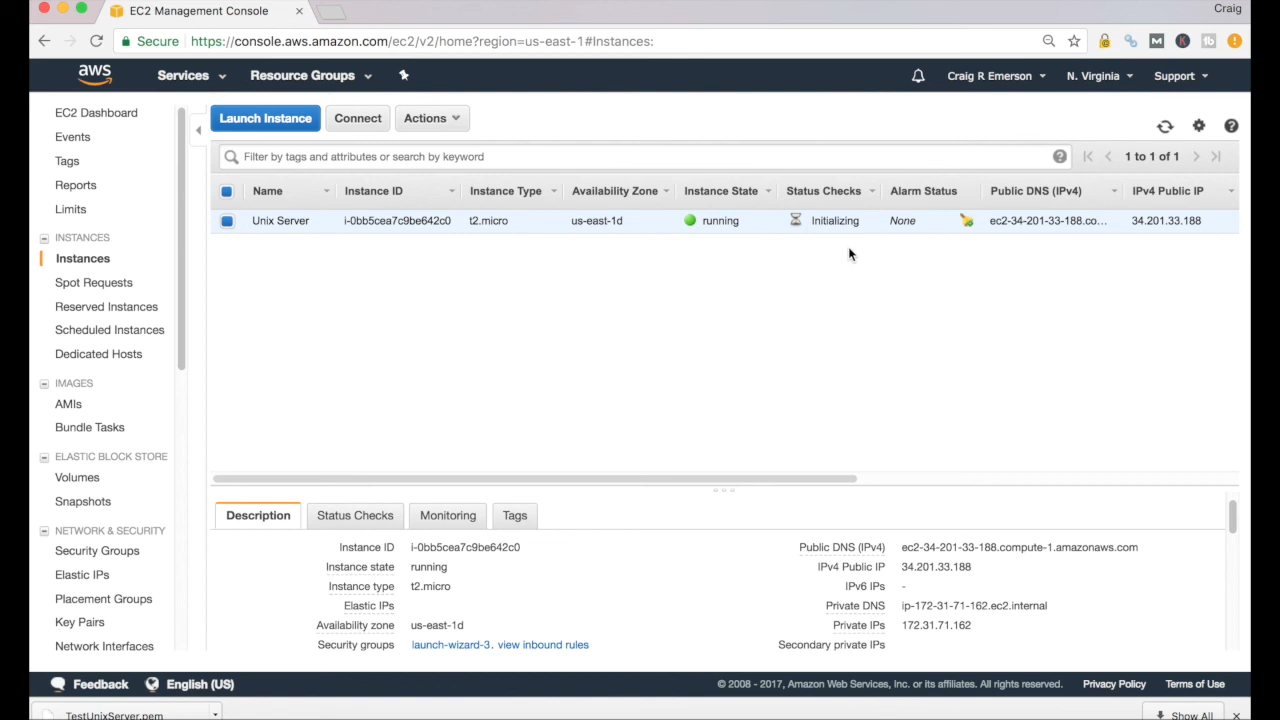 EC2 Management Console
Craig
Secure https://console.aws.amazon.com/ec2/v2/home?region=us-east-1#Instances:
aws Services Resource Groups Craig R Emerson N. Virginia Support
EC2 Dashboard
Events
Tags
Reports
Limits
INSTANCES
Instances
Spot Requests
Reserved Instances
Scheduled Instances
Dedicated Hosts
IMAGES
AMIs
Bundle Tasks
ELASTIC BLOCK STORE
Volumes
Snapshots
NETWORK & SECURITY
Security Groups
Elastic IPs
Placement Groups
Key Pairs
Network Interfaces
Launch Instance Connect Actions
Filter by tags and attributes or search by keyword 1 to 1 of 1
Name Instance ID Instance Type Availability Zone Instance State Status Checks Alarm Status Public DNS (IPv4) IPv4 Public IP
Unix Server i-0bb5cea7c9be642c0 t2.micro us-east-1d running Initializing None ec2-34-201-33-188.co... 34.201.33.188
Description Status Checks Monitoring Tags
Instance ID i-0bb5cea7c9be642c0 Public DNS (IPv4) ec2-34-201-33-188.compute-1.amazonaws.com
Instance state running IPv4 Public IP 34.201.33.188
Instance type t2.micro IPv6 IPs -
Elastic IPs Private DNS ip-172-31-71-162.ec2.internal
Availability zone us-east-1d Private IPs 172.31.71.162
Security groups launch-wizard-3. view inbound rules Secondary private IPs
Feedback English (US) © 2008 - 2017, Amazon Web Services, Inc. or its affiliates. All rights reserved. Privacy Policy Terms of Use
TestUnixServer.pem Show All